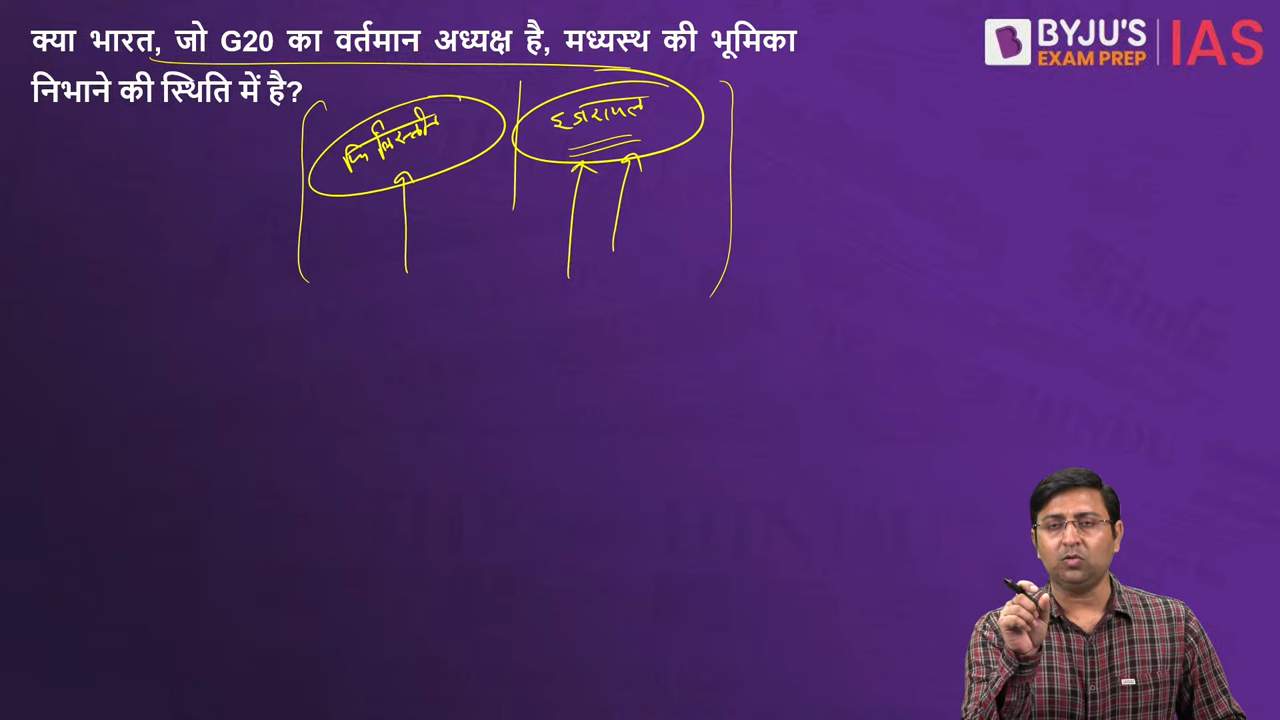 क्या भारत, जो G20 का वर्तमान अध्यक्ष है, मध्यस्थ की भूमिका
निभाने की स्थिति में है?
BYJU'S
EXAM PREP
IAS
फिलिस्तीन
इजरायल